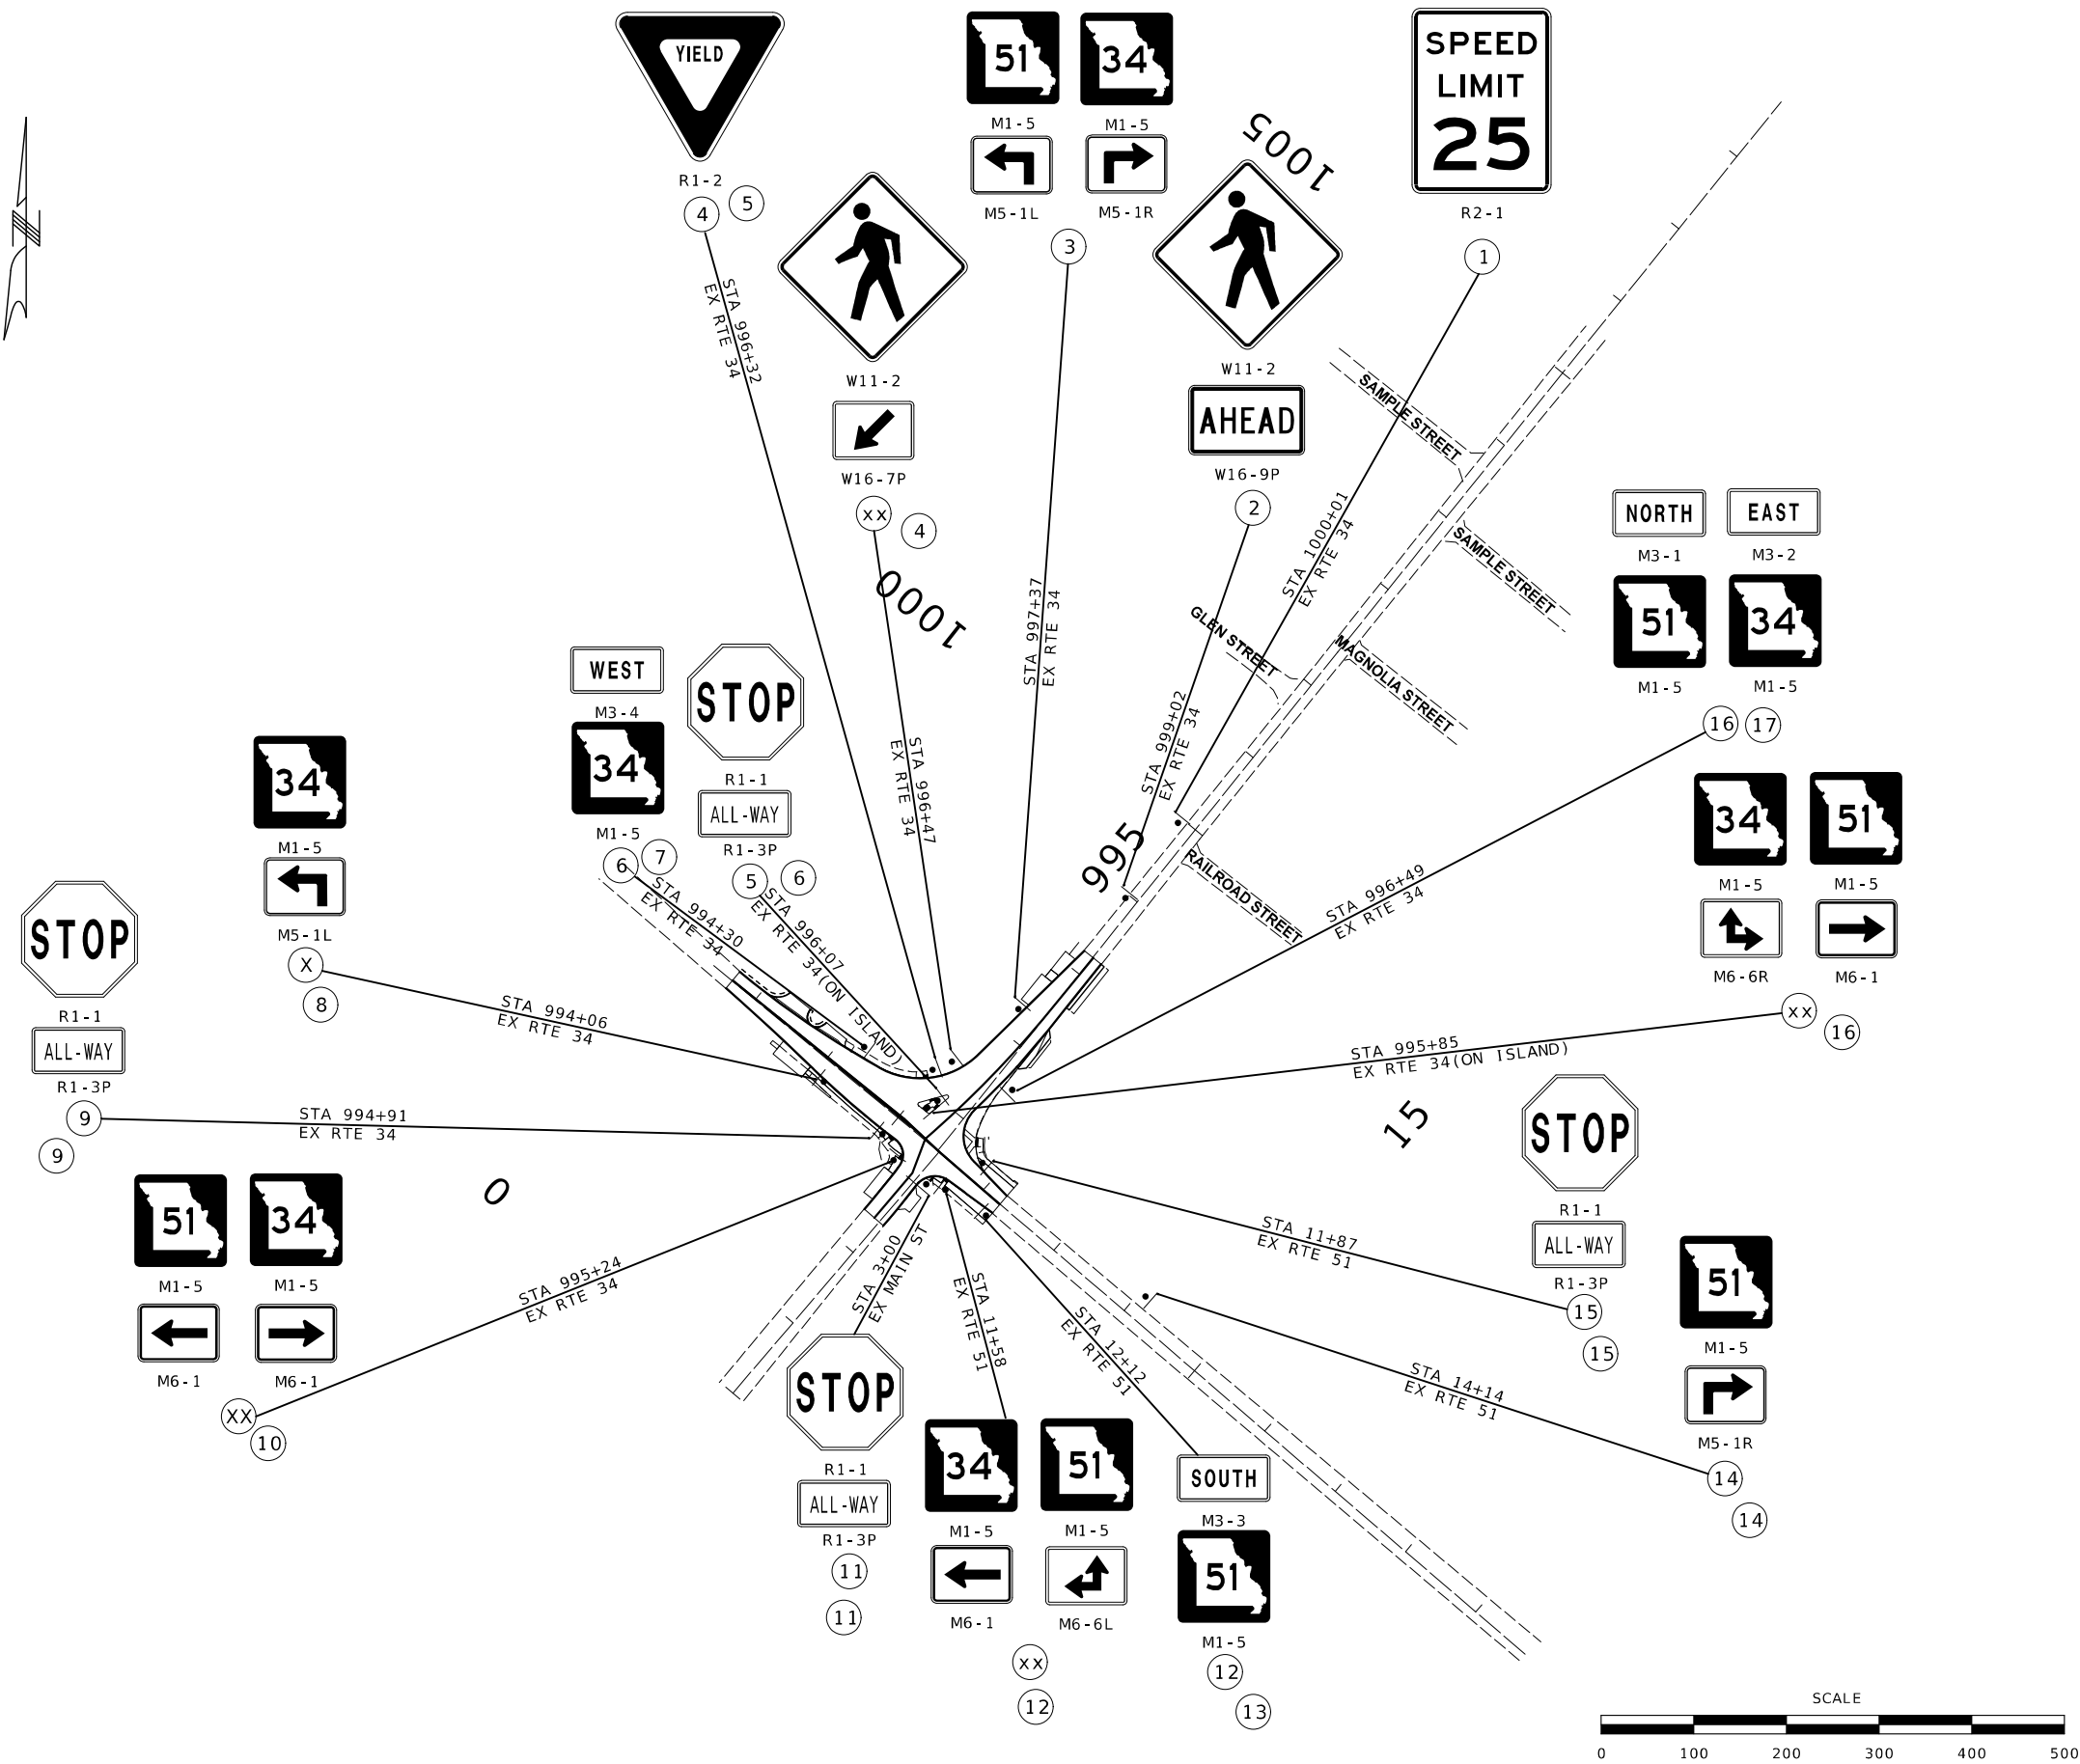 YIELD
R1-2
4
5
STA 996+32
EX RTE 34
W11-2
W16-7P
xx
4
STA 996+47
EX RTE 34
51
34
M1-5
M1-5
M5-1L
M5-1R
3
STA 997+37
EX RTE 34
1005
W11-2
AHEAD
W16-9P
2
STA 999+02
EX RTE 34
SPEED
LIMIT
25
R2-1
1
STA 1000+01
EX RTE 34
SAMPLE STREET
SAMPLE STREET
GLEN STREET
MAGNOLIA STREET
RAILROAD STREET
1000
995
15
0
N
NORTH
EAST
M3-1
M3-2
51
34
M1-5
M1-5
16
17
STA 996+49
EX RTE 34
34
51
M1-5
M1-5
M6-6R
M6-1
xx
16
STA 995+85
EX RTE 34(ON ISLAND)
WEST
M3-4
34
M1-5
6
7
STA 994+30
EX RTE 34
STOP
R1-1
ALL-WAY
R1-3P
5
6
STA 996+07
EX RTE 34(ON ISLAND)
34
M1-5
M5-1L
X
8
STA 994+06
EX RTE 34
STOP
R1-1
ALL-WAY
R1-3P
9
9
STA 994+91
EX RTE 34
51
34
M1-5
M1-5
M6-1
M6-1
XX
10
STA 995+24
EX RTE 34
STA 3+00
EX MAIN ST
STOP
R1-1
ALL-WAY
R1-3P
11
11
STA 11+58
EX RTE 51
34
51
M1-5
M1-5
M6-1
M6-6L
xx
12
STA 12+12
EX RTE 51
SOUTH
M3-3
51
M1-5
12
13
STOP
R1-1
ALL-WAY
R1-3P
15
15
STA 11+87
EX RTE 51
51
M1-5
M5-1R
14
14
STA 14+14
EX RTE 51
SCALE
0 100 200 300 400 500